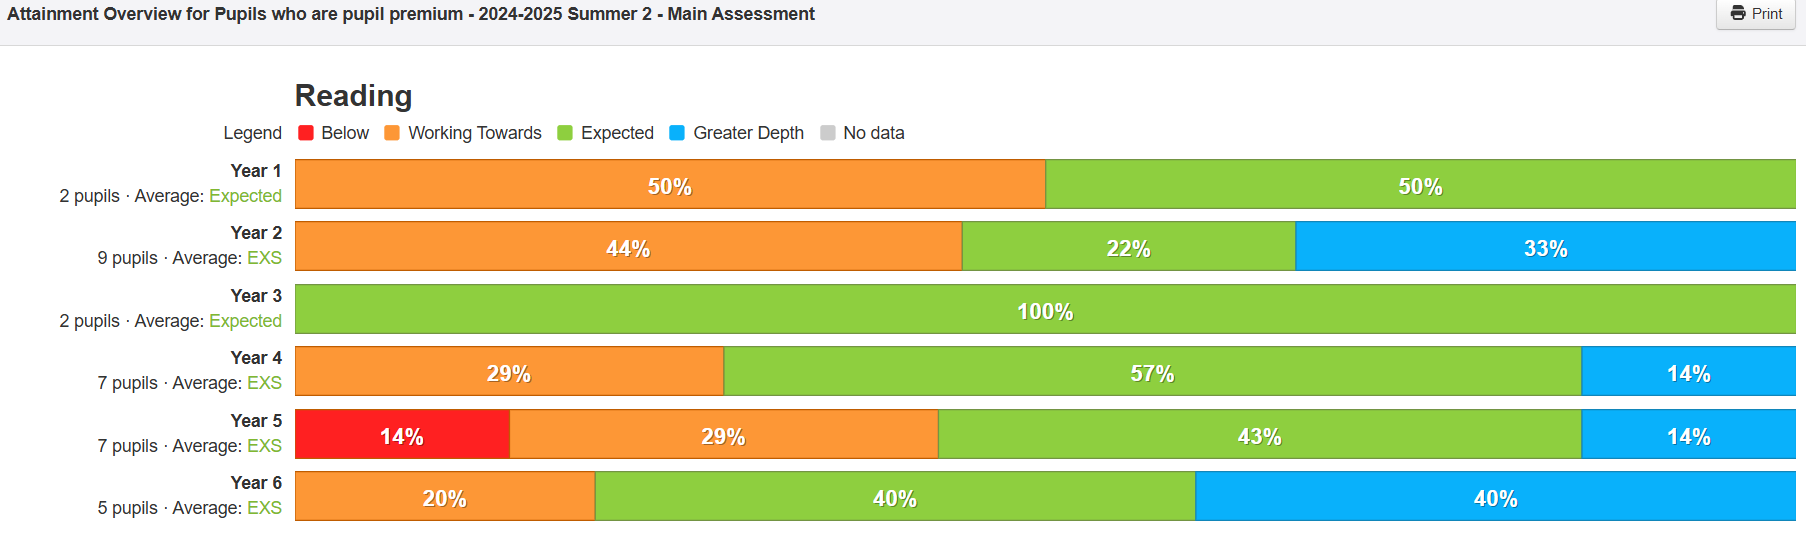 Attainment Overview for Pupils who are pupil premium - 2024-2025 Summer 2 - Main Assessment
Print
Reading
Legend Below Working Towards Expected Greater Depth No data
Year 1
2 pupils · Average: Expected
50% 50%
Year 2
9 pupils · Average: EXS
44% 22% 33%
Year 3
2 pupils · Average: Expected
100%
Year 4
7 pupils · Average: EXS
29% 57% 14%
Year 5
7 pupils · Average: EXS
14% 29% 43% 14%
Year 6
5 pupils · Average: EXS
20% 40% 40%